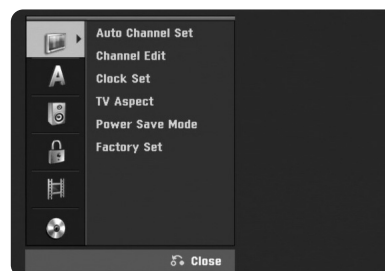 Auto Channel Set
Channel Edit
A
Clock Set
TV Aspect
Power Save Mode
Factory Set
Close